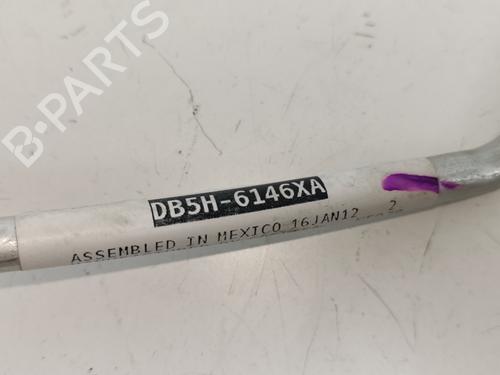 B-PARTS
DB5H-6146XA
ASSEMBLED IN MEXICO 16JAN12 2